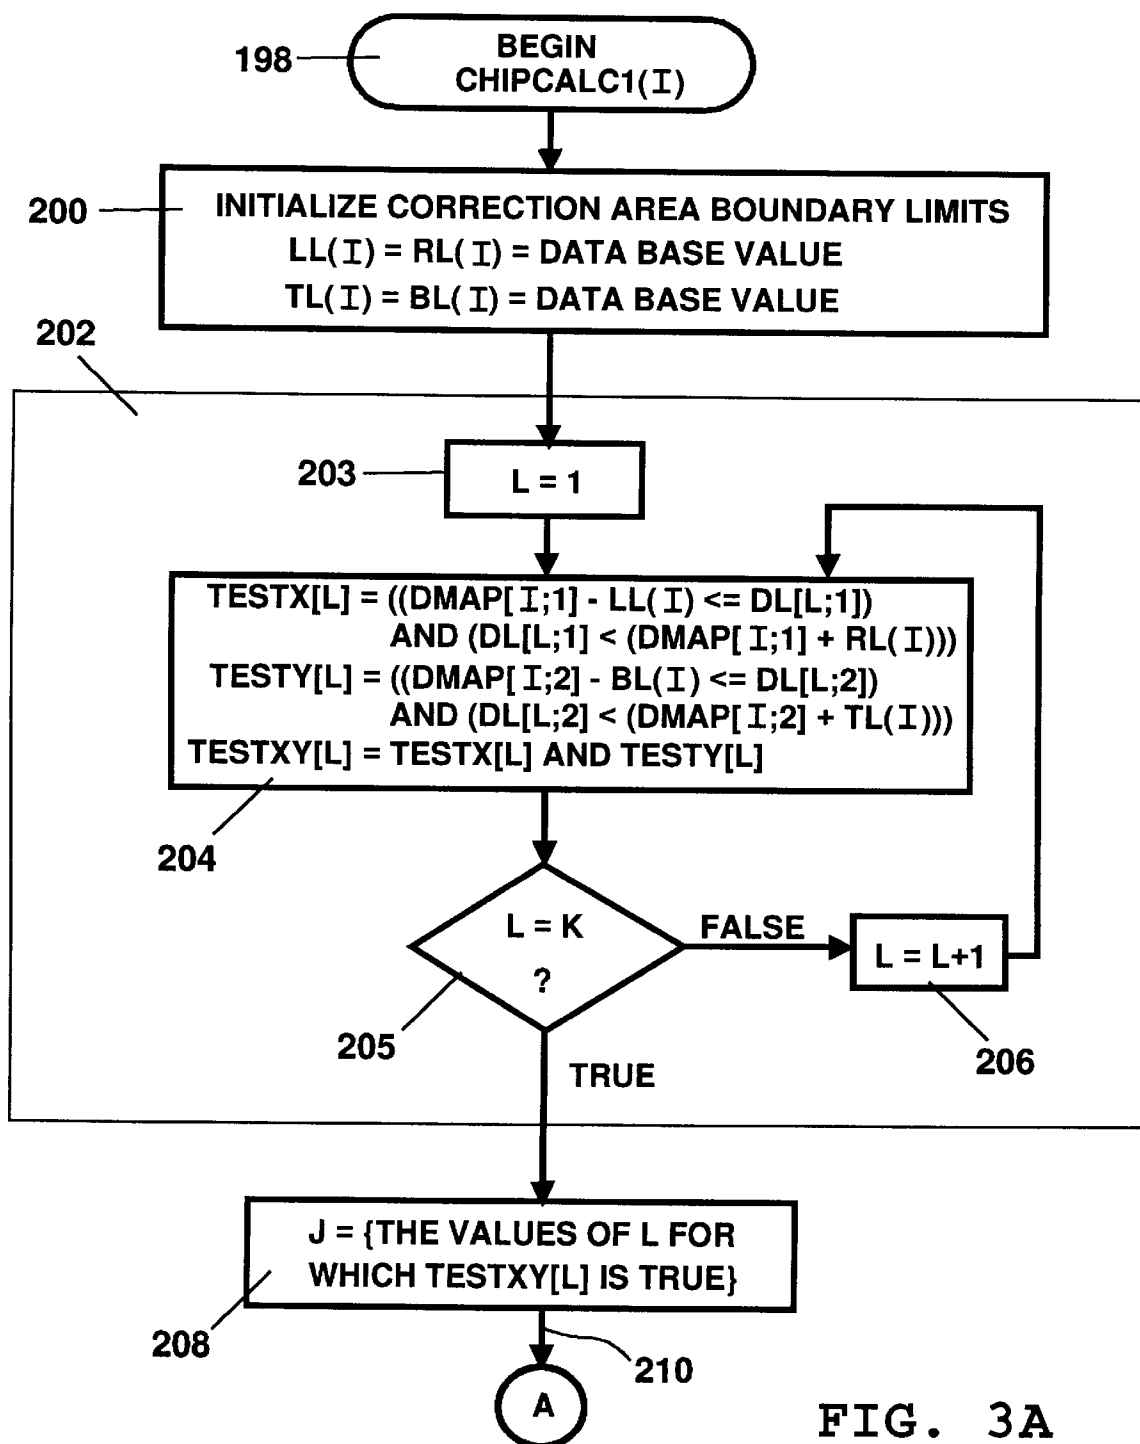 198
BEGIN
CHIPCALC1(I)
200
INITIALIZE CORRECTION AREA BOUNDARY LIMITS
LL(I) = RL(I) = DATA BASE VALUE
TL(I) = BL(I) = DATA BASE VALUE
202
203
L = 1
TESTX[L] = ((DMAP[I;1] - LL(I) <= DL[L;1])
AND (DL[L;1] < (DMAP[I;1] + RL(I)))
TESTY[L] = ((DMAP[I;2] - BL(I) <= DL[L;2])
AND (DL[L;2] < (DMAP[I;2] + TL(I)))
TESTXY[L] = TESTX[L] AND TESTY[L]
204
L = K
?
FALSE
L = L+1
205
206
TRUE
J = {THE VALUES OF L FOR
WHICH TESTXY[L] IS TRUE}
208
210
A
FIG. 3A